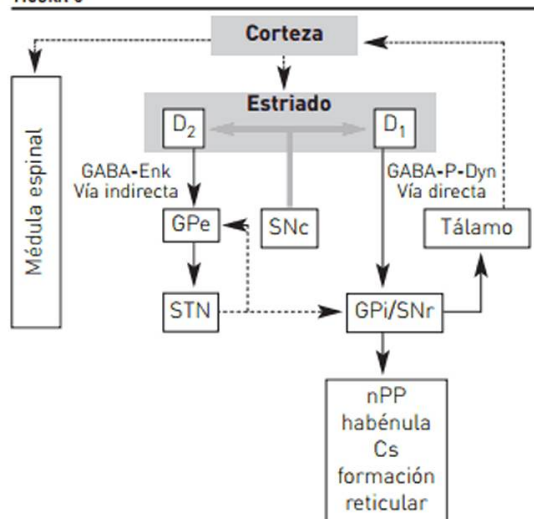 Corteza
Estriado
D2
D1
GABA-Enk
Vía indirecta
GABA-P-Dyn
Vía directa
Médula espinal
GPe
SNc
Tálamo
STN
GPi/SNr
nPP
habénula
Cs
formación
reticular